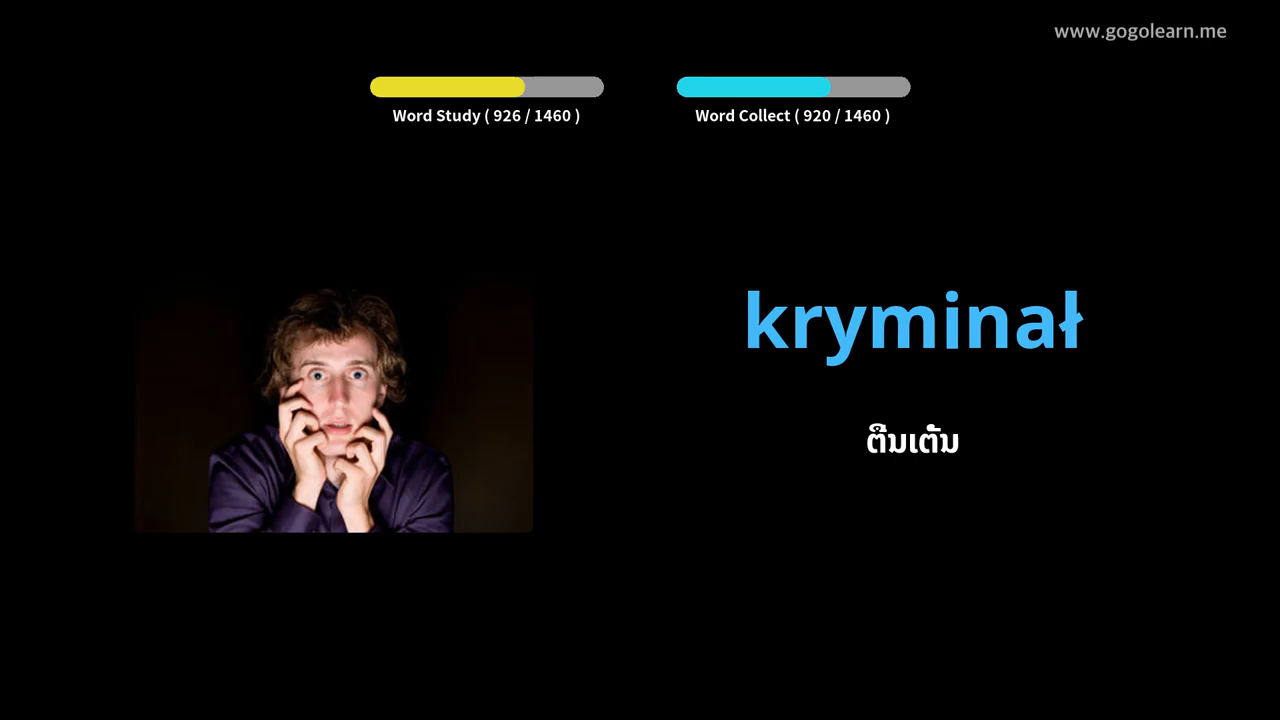 www.gogolearn.me
Word Study ( 926 / 1460 )
Word Collect ( 920 / 1460 )
kryminał
ຕື່ນເຕັ້ນ